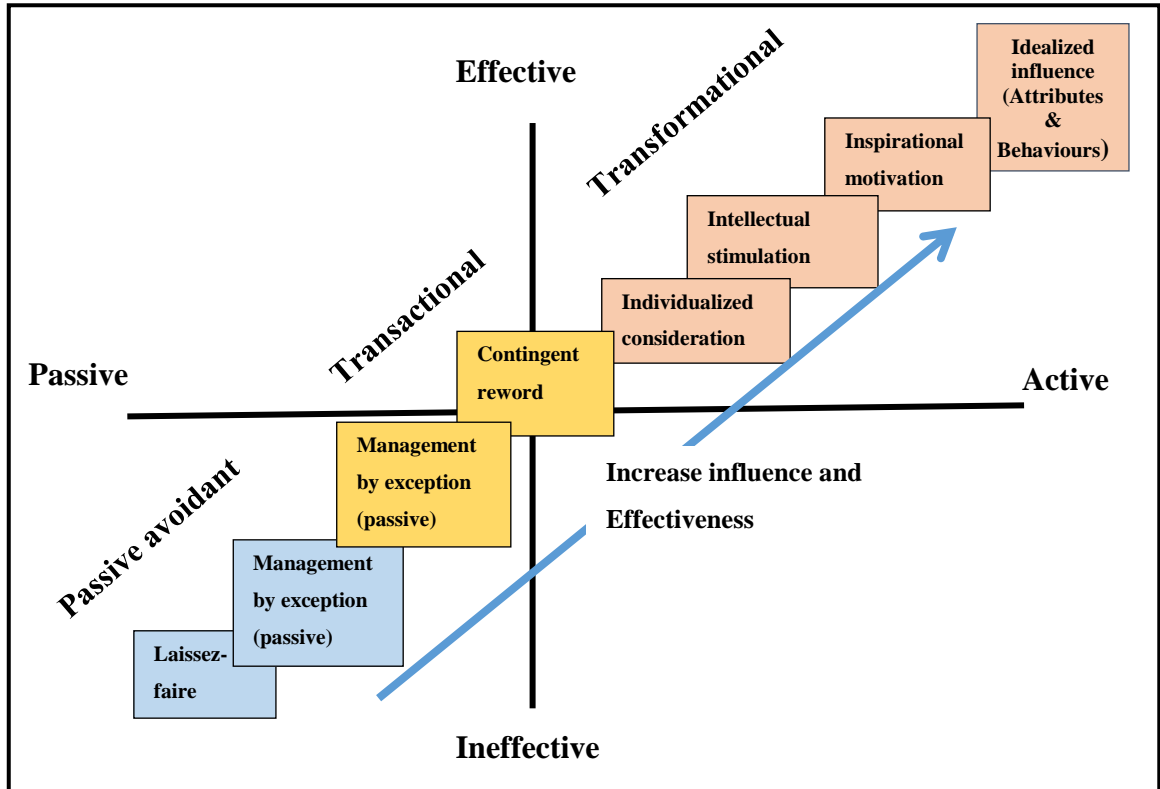 Effective
Transformational
Idealized
influence
(Attributes
&
Behaviours)
Inspirational
motivation
Intellectual
stimulation
Individualized
consideration
Transactional
Contingent
reword
Passive
Active
Management
by exception
(passive)
Increase influence and
Effectiveness
Passive avoidant
Management
by exception
(passive)
Laissez-
faire
Ineffective